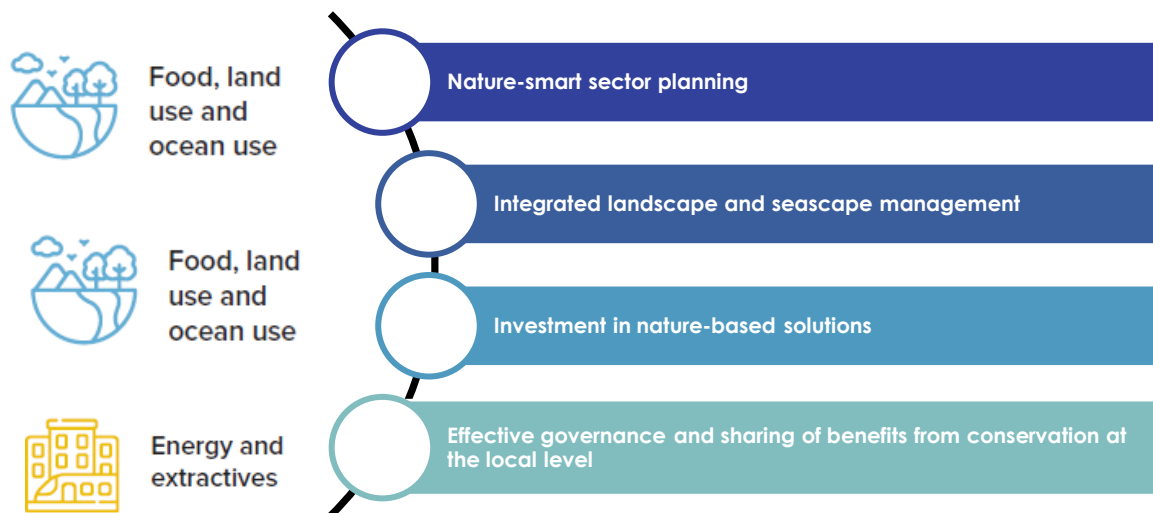 Food, land
use and
ocean use
Nature-smart sector planning
Integrated landscape and seascape management
Food, land
use and
ocean use
Investment in nature-based solutions
Energy and
extractives
Effective governance and sharing of benefits from conservation at
the local level